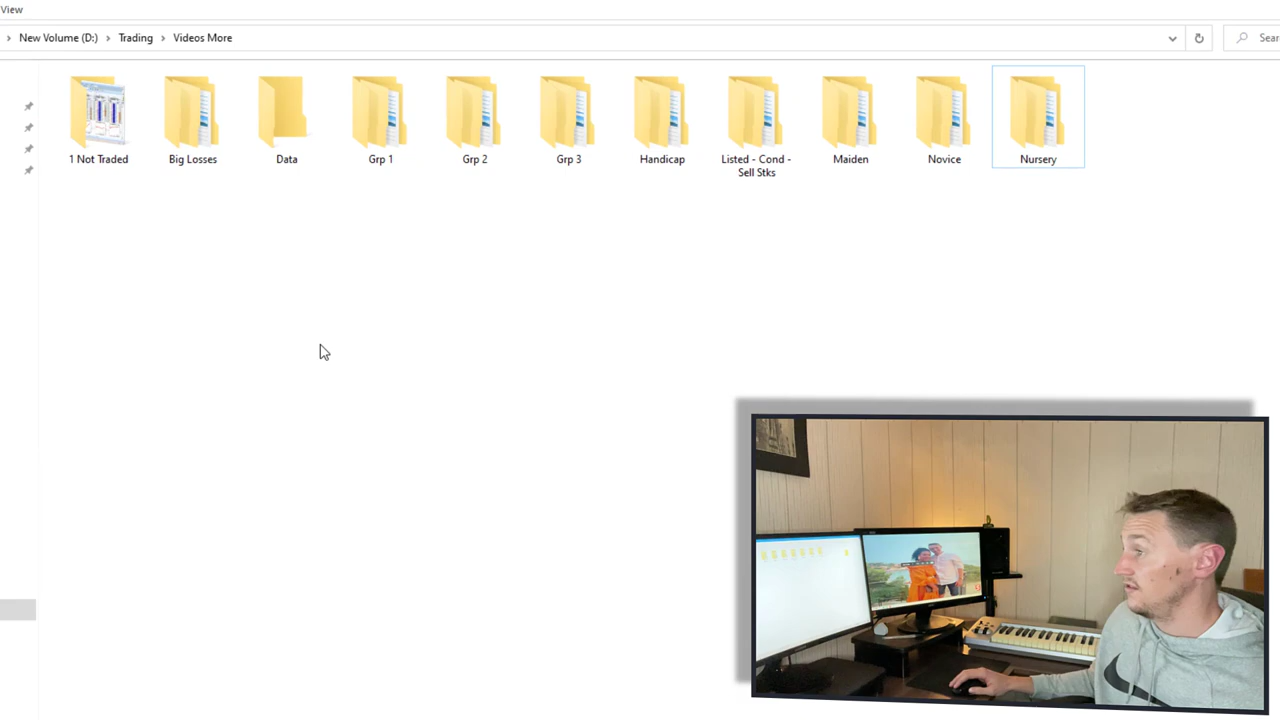 View
New Volume (D:) > Trading > Videos More
Sear
1 Not Traded
Big Losses
Data
Grp 1
Grp 2
Grp 3
Handicap
Listed - Cond -
Sell Stks
Maiden
Novice
Nursery